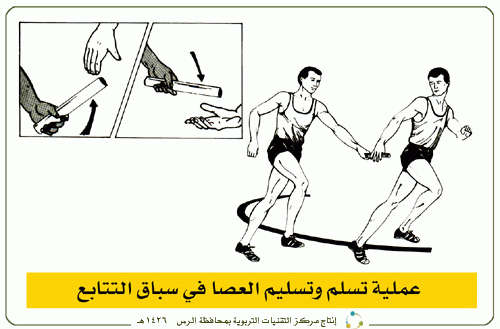 عملية تسلم وتسليم العصا في سباق التتابع
إنتاج مركز التقنيات التربوية بمحافظة الرس ١٤٢٦هـ